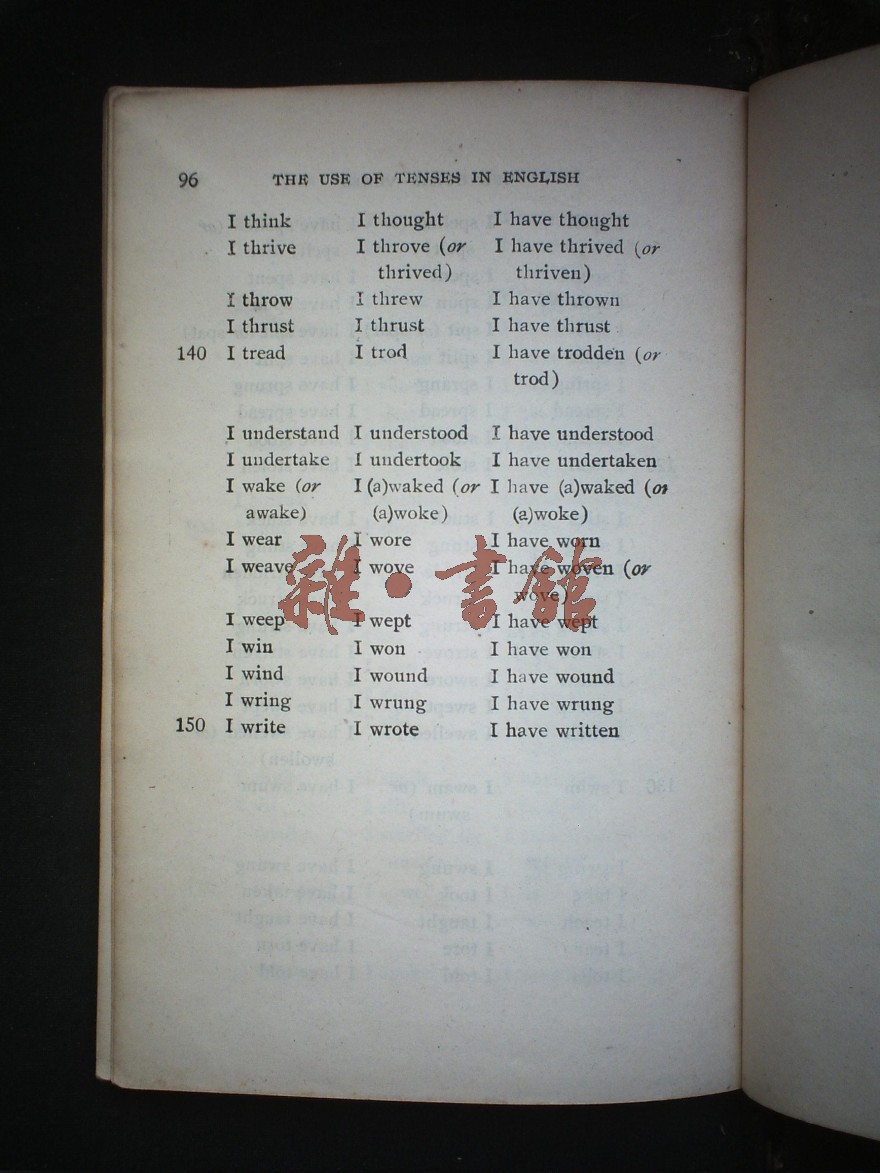 96 THE USE OF TENSES IN ENGLISH
I think I thought I have thought
I thrive I throve (or I have thrived (or
thrived) thriven)
I throw I threw I have thrown
I thrust I thrust I have thrust
140 I tread I trod I have trodden (or
trod)
I understand I understood I have understood
I undertake I undertook I have undertaken
I wake (or I (a)waked (or I have (a)waked (or
awake) (a)woke) (a)woke)
I wear I wore I have worn
I weave I wove I have woven (or
wove)
雜·書館
I weep I wept I have wept
I win I won I have won
I wind I wound I have wound
I wring I wrung I have wrung
150 I write I wrote I have written